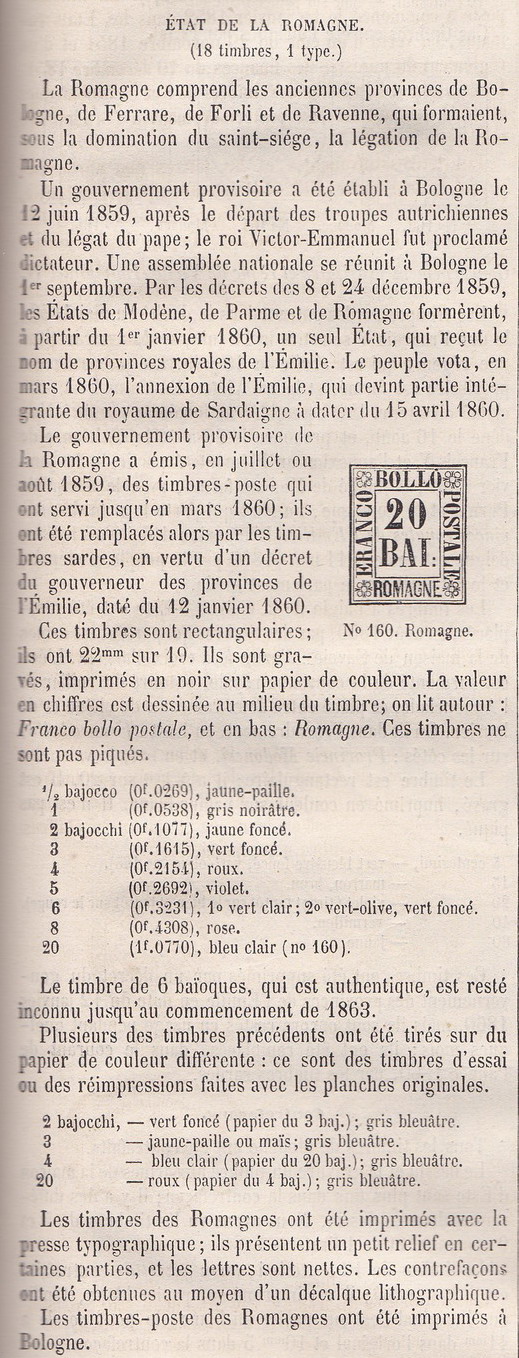 ÉTAT DE LA ROMAGNE.
(18 timbres, 1 type.)
La Romagne comprend les anciennes provinces de Bo-
logne, de Ferrare, de Forli et de Ravenne, qui formaient,
sous la domination du saint-siége, la légation de la Ro-
magne.
Un gouvernement provisoire a été établi à Bologne le
12 juin 1859, après le départ des troupes autrichiennes
et du légat du pape; le roi Victor-Emmanuel fut proclamé
dictateur. Une assemblée nationale se réunit à Bologne le
1er septembre. Par les décrets des 8 et 24 décembre 1859,
les États de Modène, de Parme et de Romagne formèrent,
à partir du 1er janvier 1860, un seul État, qui reçut le
nom de provinces royales de l'Émilie. Le peuple vota, en
mars 1860, l'annexion de l'Émilie, qui devint partie inté-
grante du royaume de Sardaigne à dater du 15 avril 1860.
Le gouvernement provisoire de
la Romagne a émis, en juillet ou
août 1859, des timbres-poste qui
ont servi jusqu'en mars 1860; ils
ont été remplacés alors par les tim-
bres sardes, en vertu d'un décret
du gouverneur des provinces de
l'Émilie, daté du 12 janvier 1860.
Ces timbres sont rectangulaires;
ils ont 22mm sur 19. Ils sont gra-
BOLLO
FRANCO
20
BAI:
POSTALE
ROMAGNE
No 160. Romagne.
vés, imprimés en noir sur papier de couleur. La valeur
en chiffres est dessinée au milieu du timbre; on lit autour :
Franco bollo postale, et en bas : Romagne. Ces timbres ne
sont pas piqués.
1/2 bajocco (0f.0269), jaune-paille.
1 (0f.0538), gris noirâtre.
2 bajocchi (0f.1077), jaune foncé.
3 (0f.1615), vert foncé.
4 (0f.2154), roux.
5 (0f.2692), violet.
6 (0f.3231), 1o vert clair; 2o vert-olive, vert foncé.
8 (0f.4308), rose.
20 (1f.0770), bleu clair (no 160).
Le timbre de 6 baïoques, qui est authentique, est resté
inconnu jusqu'au commencement de 1863.
Plusieurs des timbres précédents ont été tirés sur du
papier de couleur différente : ce sont des timbres d'essai
ou des réimpressions faites avec les planches originales.
2 bajocchi, — vert foncé (papier du 3 baj.); gris bleuâtre.
3 — jaune-paille ou maïs; gris bleuâtre.
4 — bleu clair (papier du 20 baj.); gris bleuâtre.
20 — roux (papier du 4 baj.); gris bleuâtre.
Les timbres des Romagnes ont été imprimés avec la
presse typographique; ils présentent un petit relief en cer-
taines parties, et les lettres sont nettes. Les contrefaçons
ont été obtenues au moyen d'un décalque lithographique.
Les timbres-poste des Romagnes ont été imprimés à
Bologne.